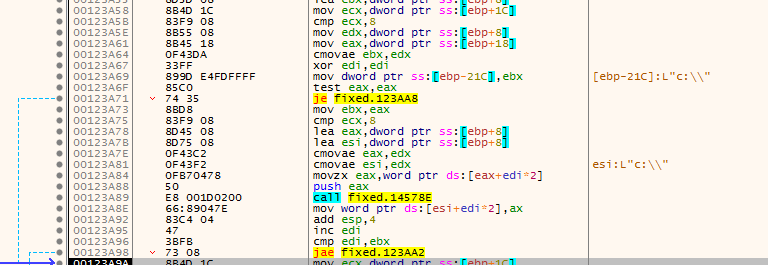 00123A58 8B4D 1C mov ecx,dword ptr ss:[ebp+1C]
00123A5B 83F9 08 cmp ecx,8
00123A5E 8B55 08 mov edx,dword ptr ss:[ebp+8]
00123A61 8B45 18 mov eax,dword ptr ss:[ebp+18]
00123A64 0F43DA cmovae ebx,edx
00123A67 33FF xor edi,edi
00123A69 899D E4FDFFFF mov dword ptr ss:[ebp-21C],ebx [ebp-21C]:L"c:\\"
00123A6F 85C0 test eax,eax
00123A71 74 35 je fixed.123AA8
00123A73 8BD8 mov ebx,eax
00123A75 83F9 08 cmp ecx,8
00123A78 8D45 08 lea eax,dword ptr ss:[ebp+8]
00123A7B 8D75 08 lea esi,dword ptr ss:[ebp+8]
00123A7E 0F43C2 cmovae eax,edx
00123A81 0F43F2 cmovae esi,edx esi:L"c:\\"
00123A84 0FB70478 movzx eax,word ptr ds:[eax+edi*2]
00123A88 50 push eax
00123A89 E8 001D0200 call fixed.14578E
00123A8E 66:89047E mov word ptr ds:[esi+edi*2],ax
00123A92 83C4 04 add esp,4
00123A95 47 inc edi
00123A96 3BFB cmp edi,ebx
00123A98 73 08 jae fixed.123AA2
00123A9A 8B4D 1C mov ecx,dword ptr ss:[ebp+1C]